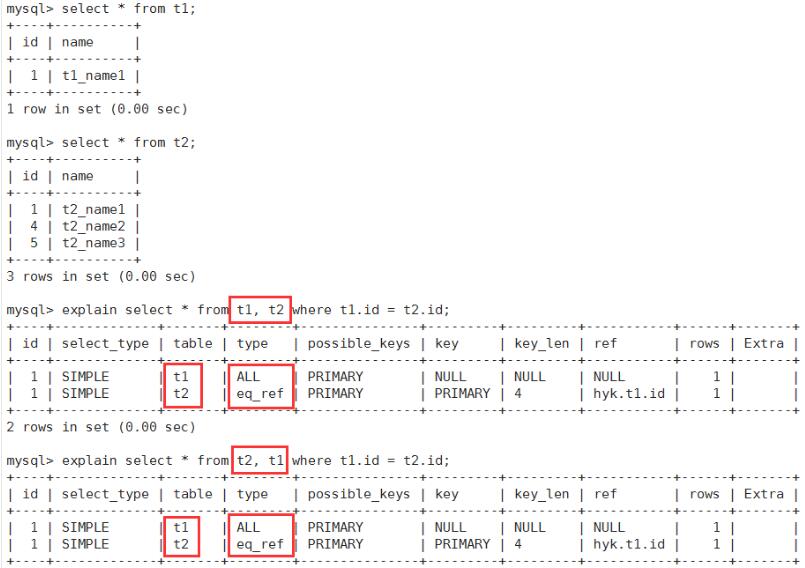 mysql> select * from t1;
+----+----------+
| id | name     |
+----+----------+
|  1 | t1_name1 |
+----+----------+
1 row in set (0.00 sec)
mysql> select * from t2;
+----+----------+
| id | name     |
+----+----------+
|  1 | t2_name1 |
|  4 | t2_name2 |
|  5 | t2_name3 |
+----+----------+
3 rows in set (0.00 sec)
mysql> explain select * from t1, t2 where t1.id = t2.id;
+----+-------------+-------+--------+---------------+---------+---------+-----------+------+-------+
| id | select_type | table | type   | possible_keys | key     | key_len | ref       | rows | Extra |
+----+-------------+-------+--------+---------------+---------+---------+-----------+------+-------+
|  1 | SIMPLE      | t1    | ALL    | PRIMARY       | NULL    | NULL    | NULL      |    1 |       |
|  1 | SIMPLE      | t2    | eq_ref | PRIMARY       | PRIMARY | 4       | hyk.t1.id |    1 |       |
+----+-------------+-------+--------+---------------+---------+---------+-----------+------+-------+
2 rows in set (0.00 sec)
mysql> explain select * from t2, t1 where t1.id = t2.id;
+----+-------------+-------+--------+---------------+---------+---------+-----------+------+-------+
| id | select_type | table | type   | possible_keys | key     | key_len | ref       | rows | Extra |
+----+-------------+-------+--------+---------------+---------+---------+-----------+------+-------+
|  1 | SIMPLE      | t1    | ALL    | PRIMARY       | NULL    | NULL    | NULL      |    1 |       |
|  1 | SIMPLE      | t2    | eq_ref | PRIMARY       | PRIMARY | 4       | hyk.t1.id |    1 |       |
+----+-------------+-------+--------+---------------+---------+---------+-----------+------+-------+